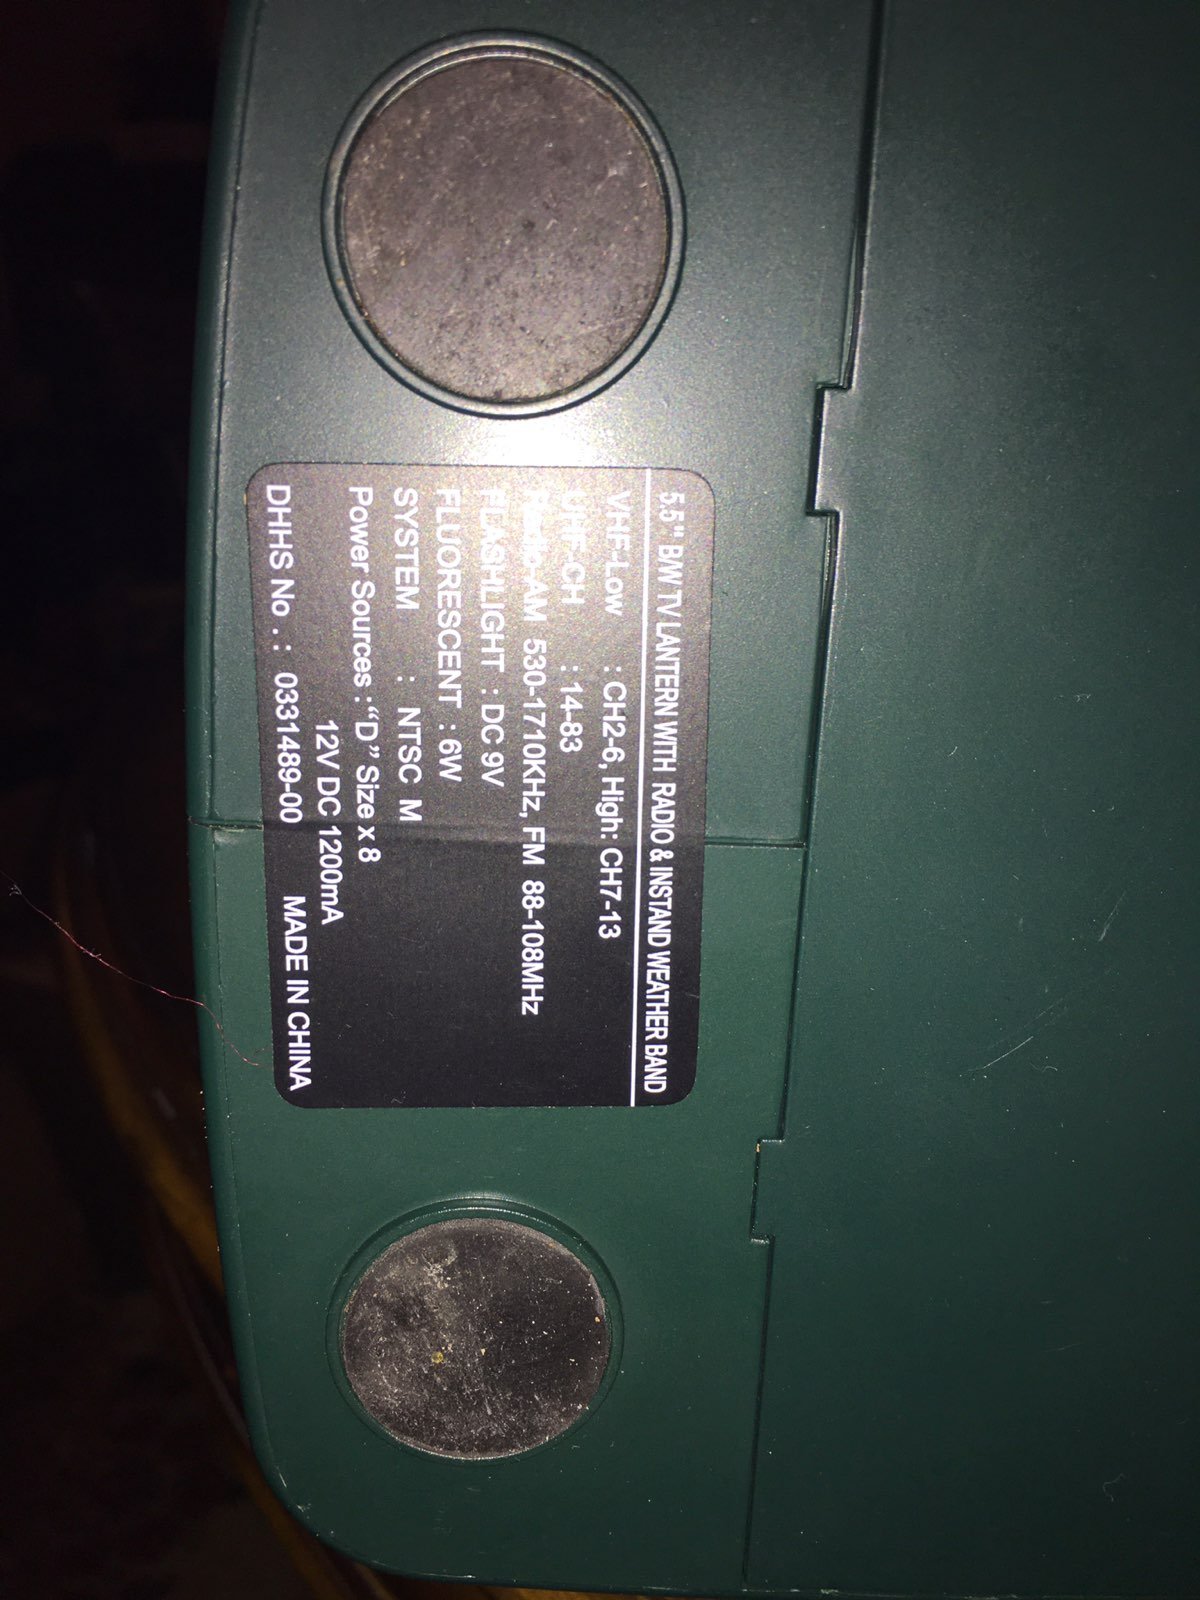 5.5" B/W TV LANTERN WITH RADIO & INSTAND WEATHER BAND
VHF-Low : CH2-6, High: CH7-13
UHF-CH : 14-83
Radio-AM 530-1710KHz, FM 88-108MHz
FLASHLIGHT : DC 9V
FLUORESCENT : 6W
SYSTEM : NTSC M
Power Sources : “D” Size x 8
12V DC 1200mA
DHHS No . : 0331489-00 MADE IN CHINA